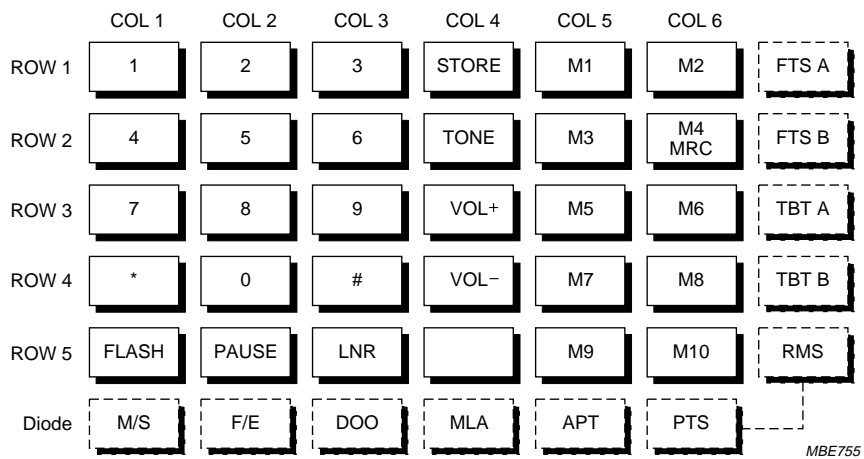 COL 1 COL 2 COL 3 COL 4 COL 5 COL 6
ROW 1 1 2 3 STORE M1 M2 FTS A
ROW 2 4 5 6 TONE M3 M4 MRC FTS B
ROW 3 7 8 9 VOL+ M5 M6 TBT A
ROW 4 * 0 # VOL− M7 M8 TBT B
ROW 5 FLASH PAUSE LNR M9 M10 RMS
Diode M/S F/E DOO MLA APT PTS
MBE755